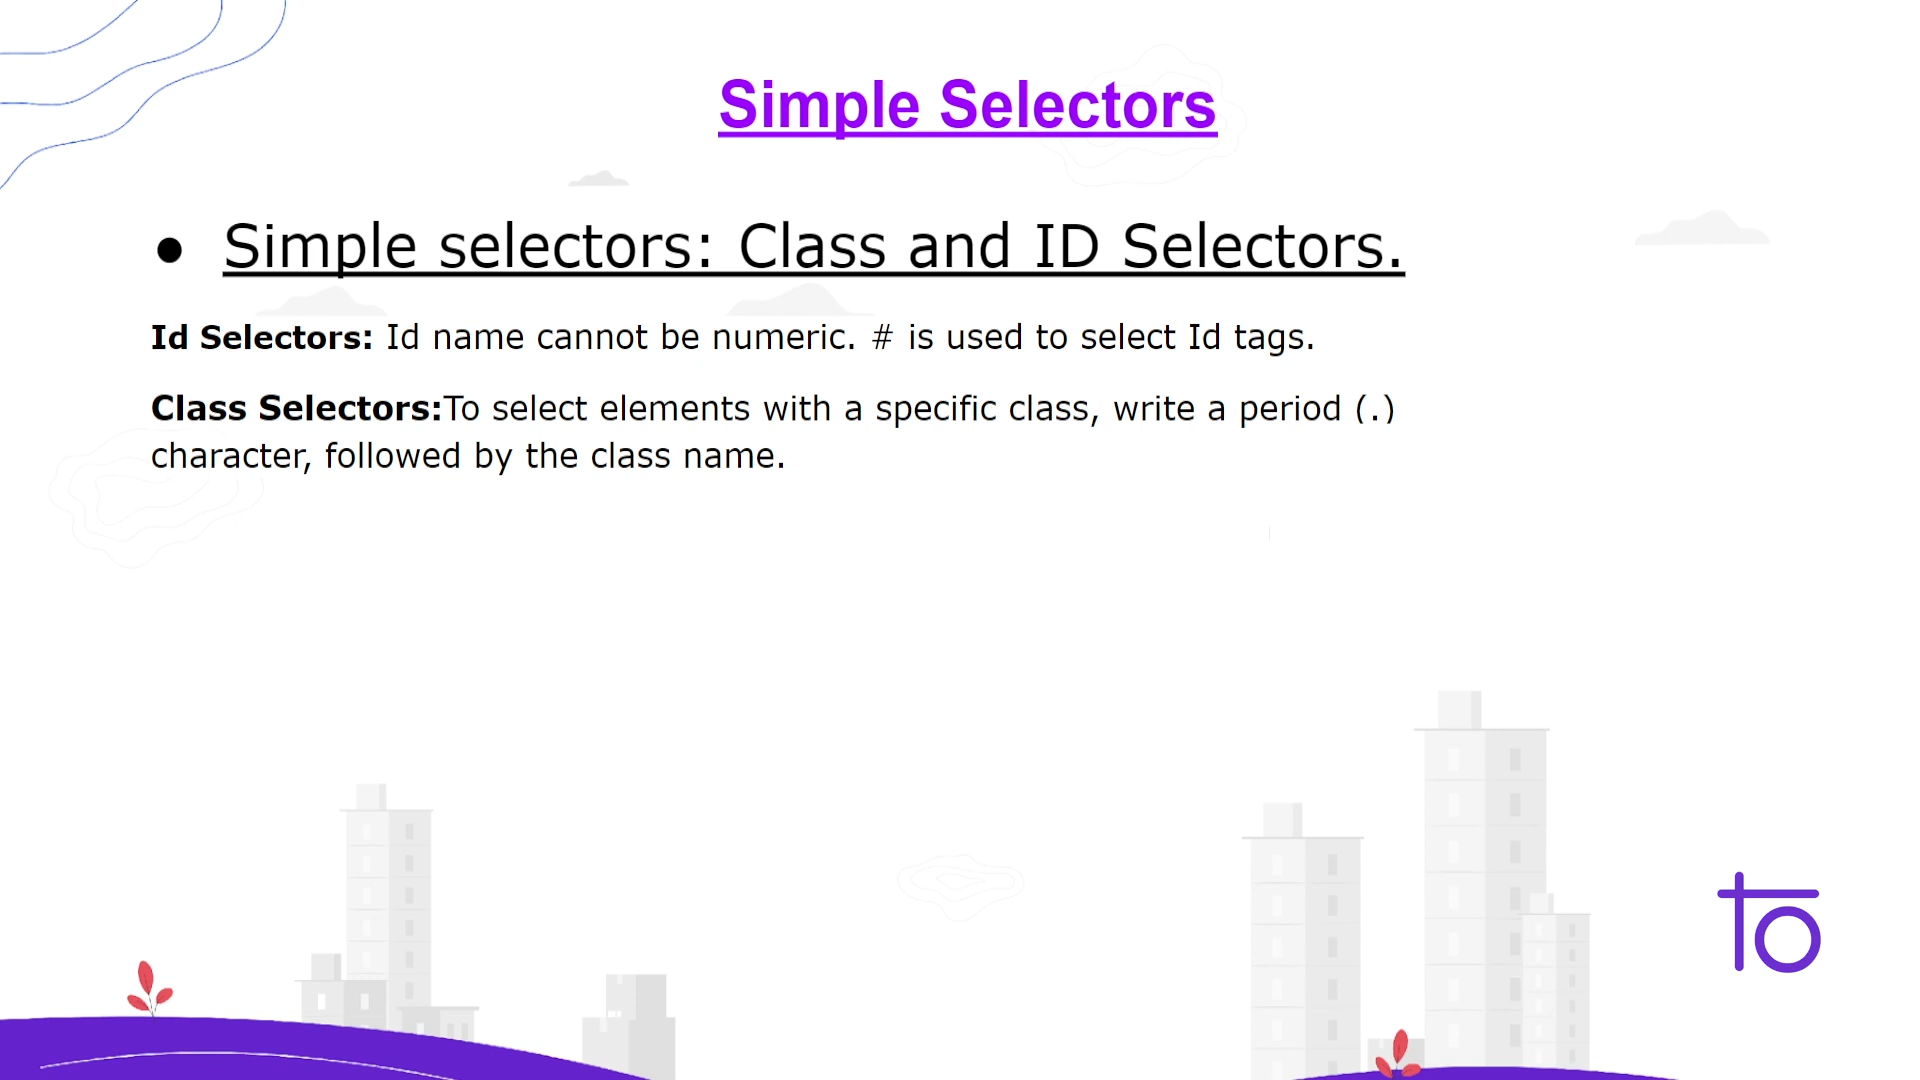 Simple Selectors
● Simple selectors: Class and ID Selectors.
Id Selectors: Id name cannot be numeric. # is used to select Id tags.
Class Selectors:To select elements with a specific class, write a period (.)
character, followed by the class name.
to